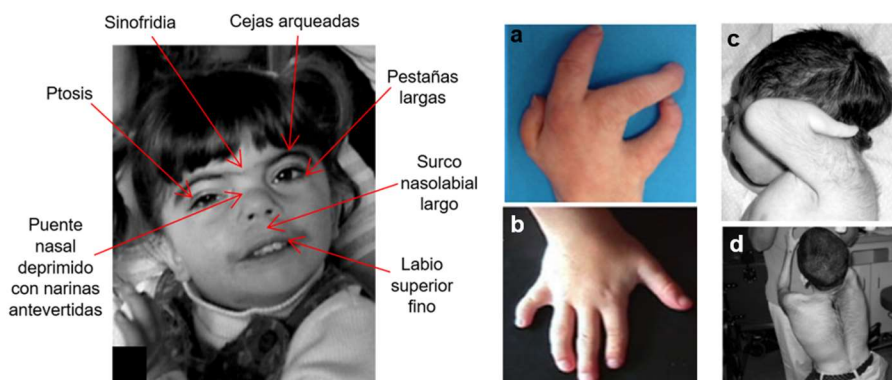 Sinofridia
Cejas arqueadas
Ptosis
Pestañas
largas
Surco
nasolabial
largo
Puente
nasal
deprimido
con narinas
antevertidas
Labio
superior
fino
a
b
c
d